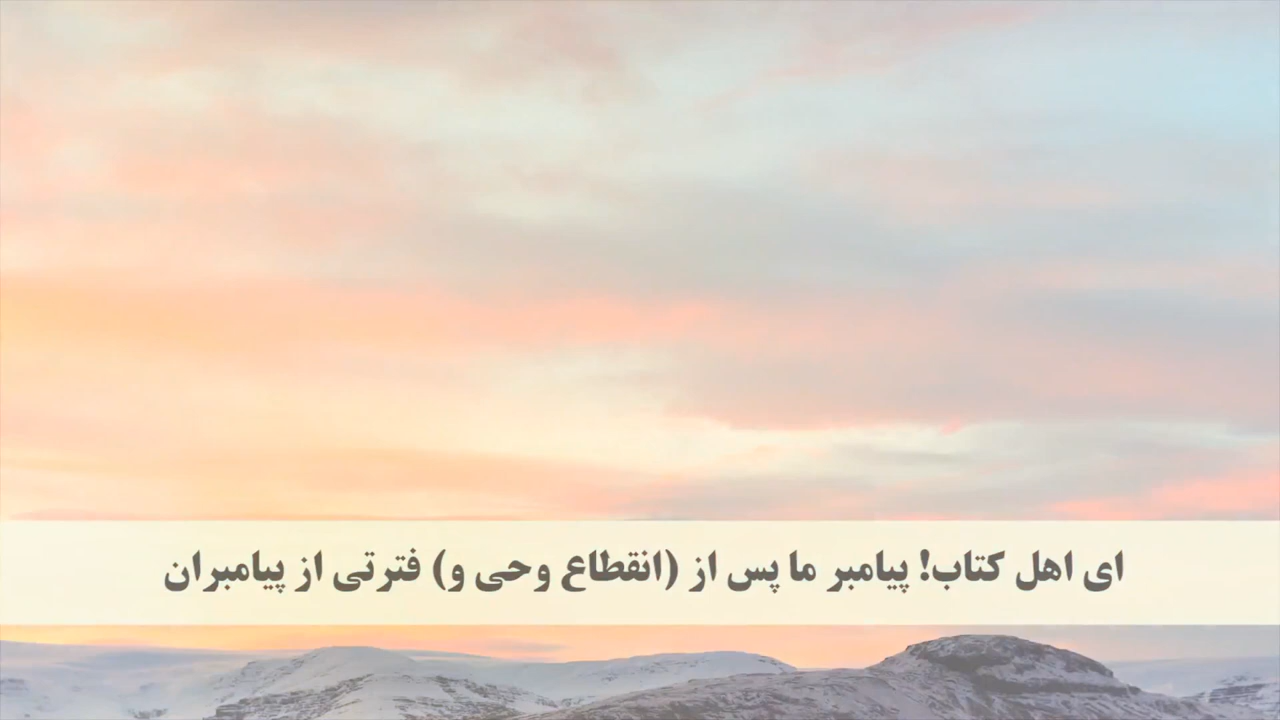 ای اهل کتاب! پیامبر ما پس از (انقطاع وحی و) فترتی از پیامبران